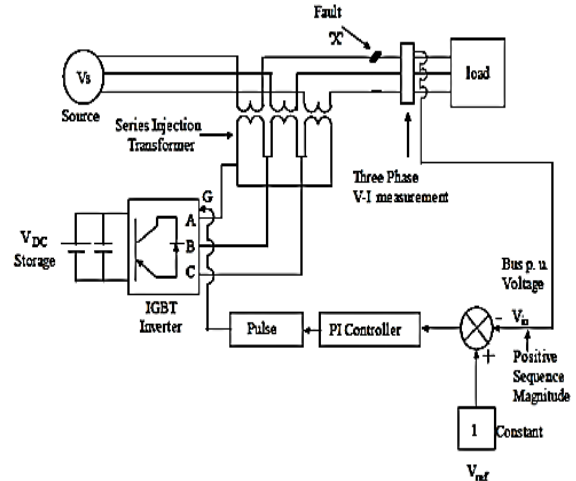 Fault
'X'
Vs
Source
load
Series Injection
Transformer
Three Phase
V-I measurement
G
A
B
C
VDC
Storage
IGBT
Inverter
Bus p. u.
Voltage
Pulse
PI Controller
-
Vin
+
Positive
Sequence
Magnitude
1
Constant
Vref